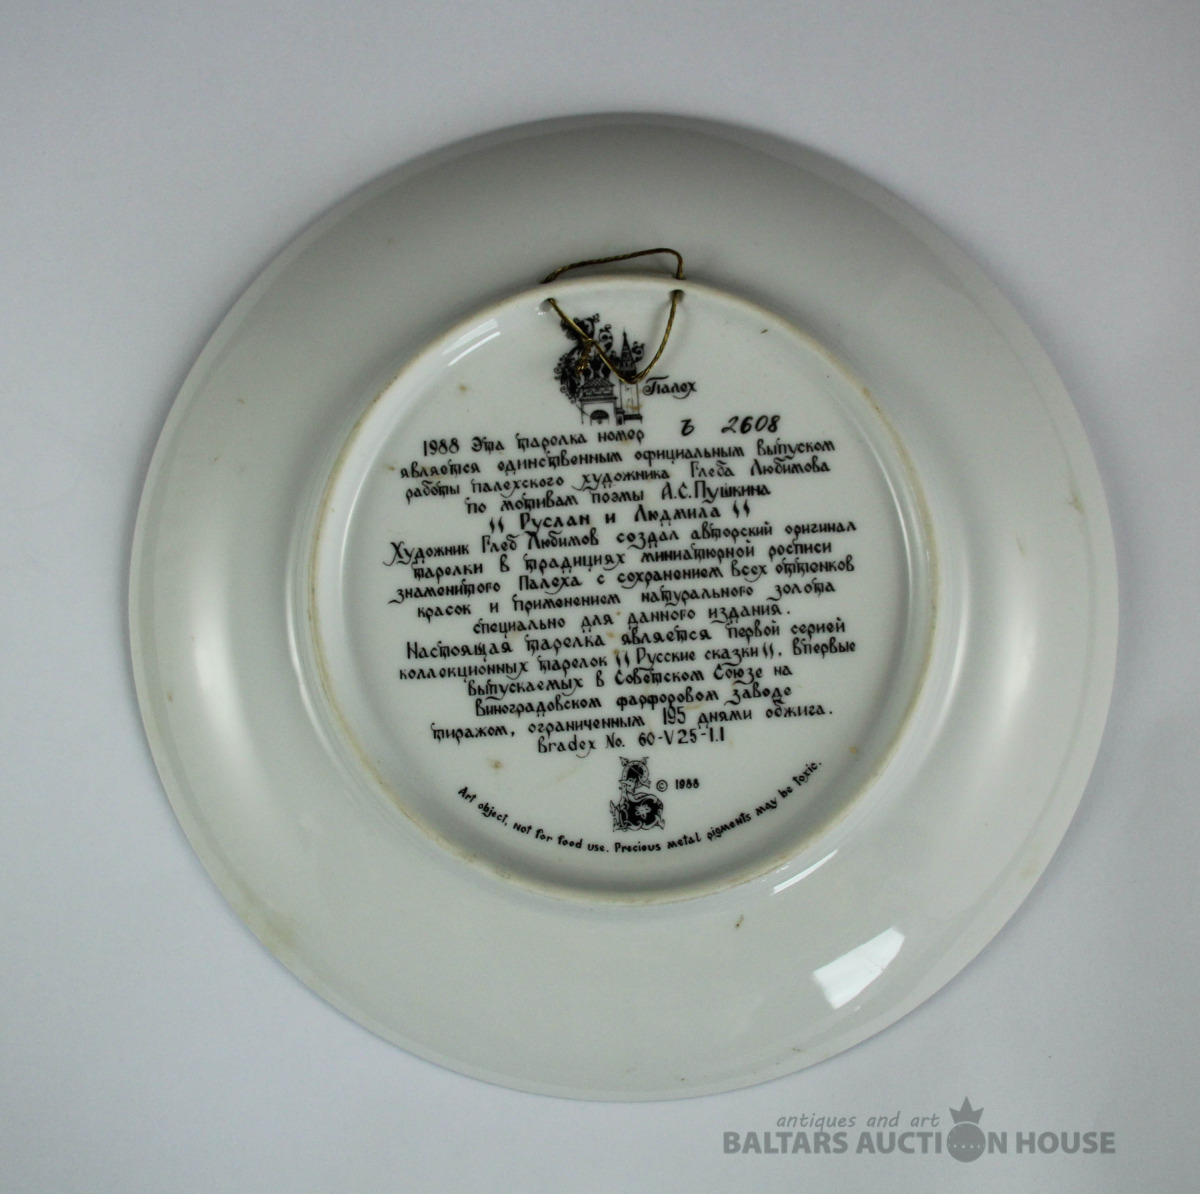 Палех
1988 Эта тарелка номер Ъ 2608
является единственным официальным выпуском
работы палехского художника Глеба Любимова
по мотивам поэмы А.С.Пушкина
"Руслан и Людмила"
Художник Глеб Любимов создал авторский оригинал
тарелки в традициях миниатюрной росписи
знаменитого Палеха с сохранением всех оттенков
красок и применением натурального золота
специально для данного издания.
Настоящая тарелка является первой серией
коллекционных тарелок "Русские сказки", впервые
выпускаемых в Советском Союзе на
Виноградовском фарфоровом заводе
тиражом, ограниченным 195 днями обжига.
Bradex No. 60-V25-1.1
© 1988
Art object, not for food use. Precious metal pigments may be toxic.
antiques and art
BALTARS AUCTION HOUSE